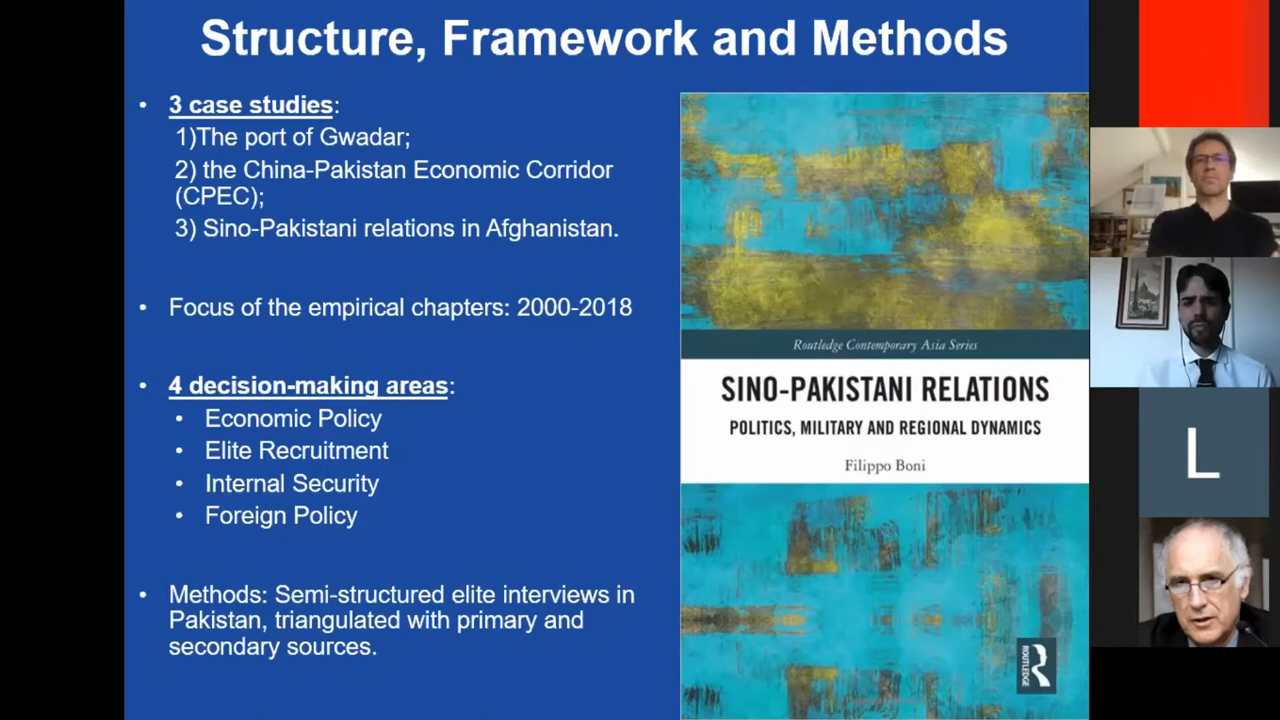 Structure, Framework and Methods
• 3 case studies:
1)The port of Gwadar;
2) the China-Pakistan Economic Corridor
(CPEC);
3) Sino-Pakistani relations in Afghanistan.
• Focus of the empirical chapters: 2000-2018
• 4 decision-making areas:
• Economic Policy
• Elite Recruitment
• Internal Security
• Foreign Policy
• Methods: Semi-structured elite interviews in
Pakistan, triangulated with primary and
secondary sources.
Routledge Contemporary Asia Series
SINO-PAKISTANI RELATIONS
POLITICS, MILITARY AND REGIONAL DYNAMICS
Filippo Boni
ROUTLEDGE
L